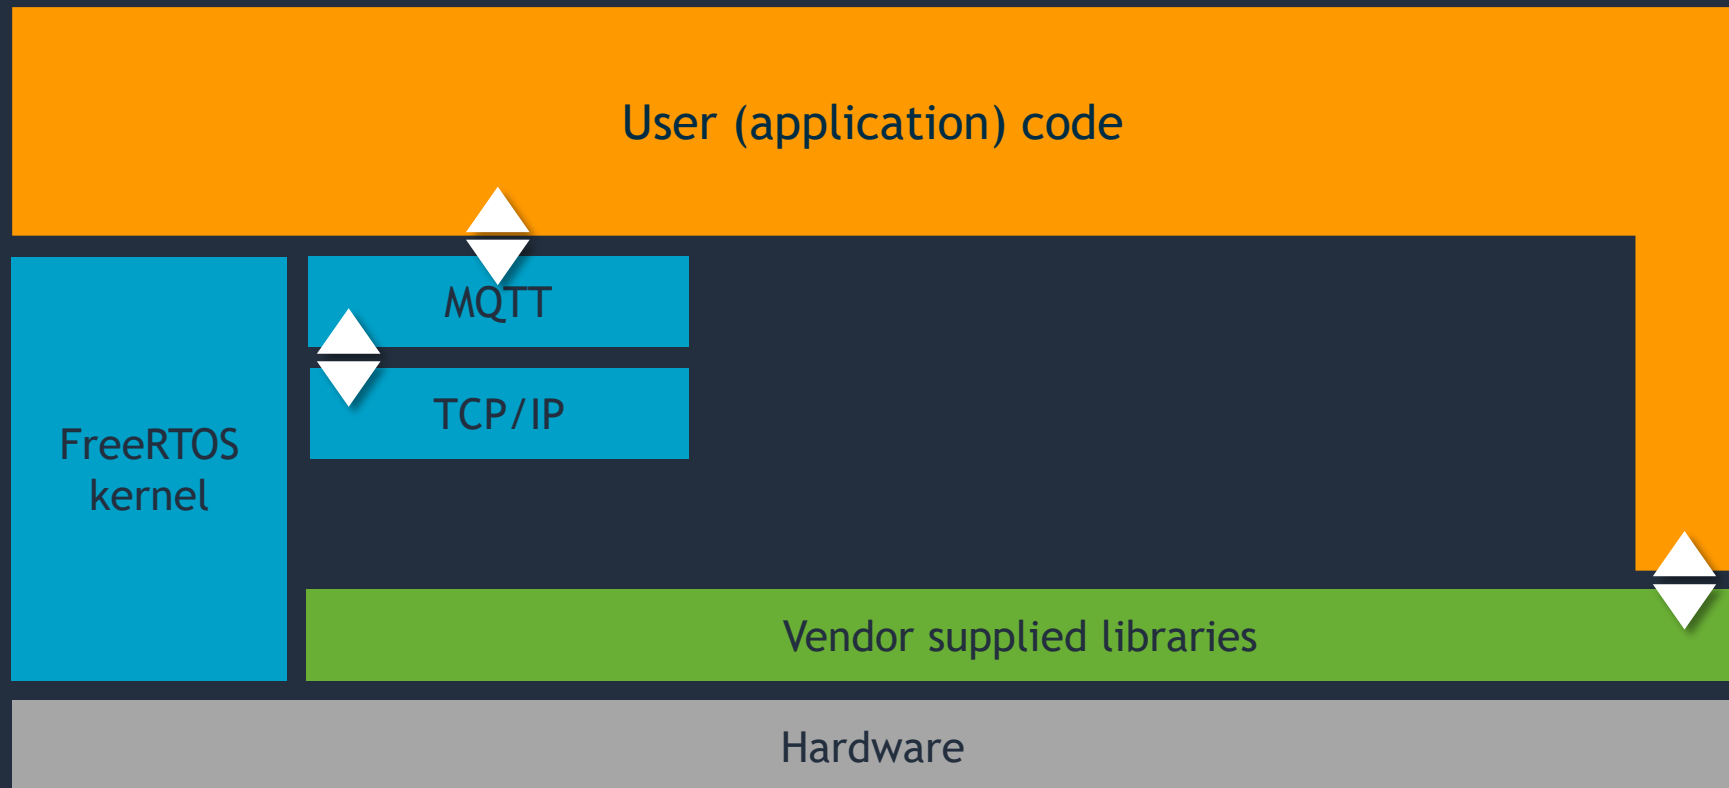 User (application) code
MQTT
TCP/IP
FreeRTOS
kernel
Vendor supplied libraries
Hardware